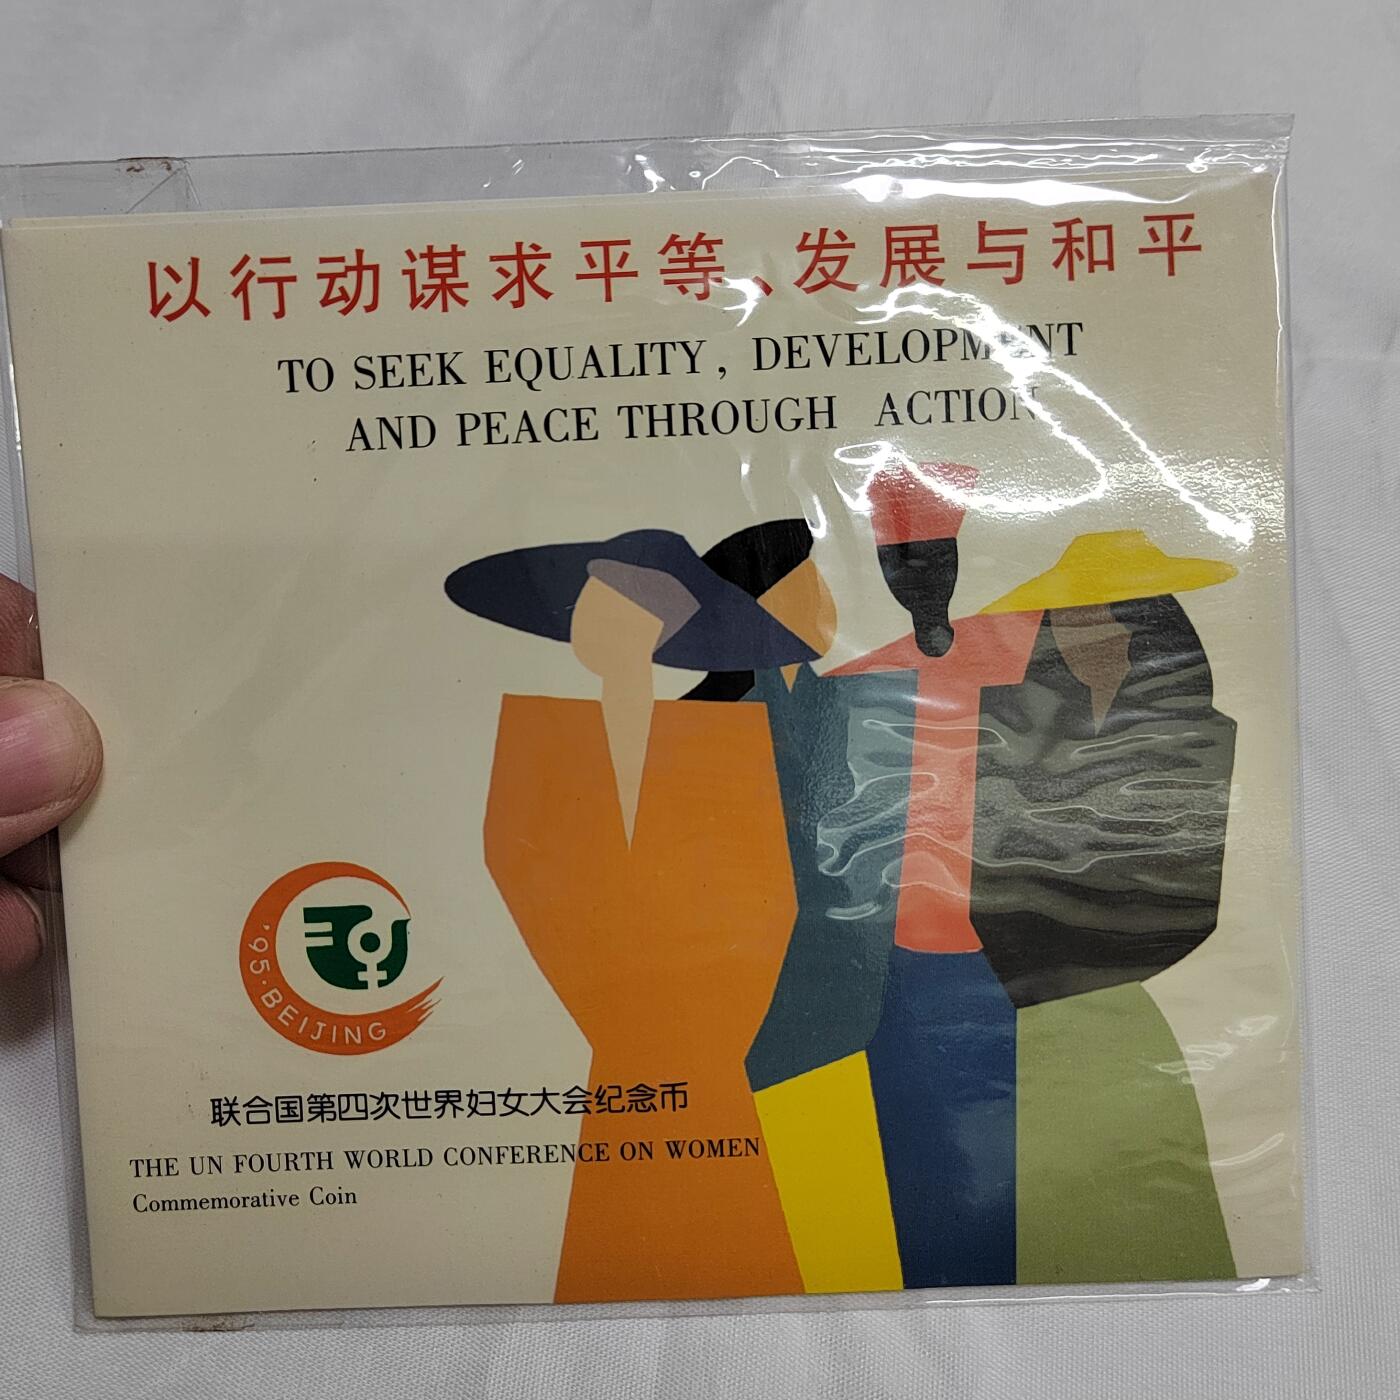 以行动谋求平等、发展与和平
TO SEEK EQUALITY, DEVELOPMENT
AND PEACE THROUGH ACTION
'95·BEIJING
联合国第四次世界妇女大会纪念币
THE UN FOURTH WORLD CONFERENCE ON WOMEN
Commemorative Coin